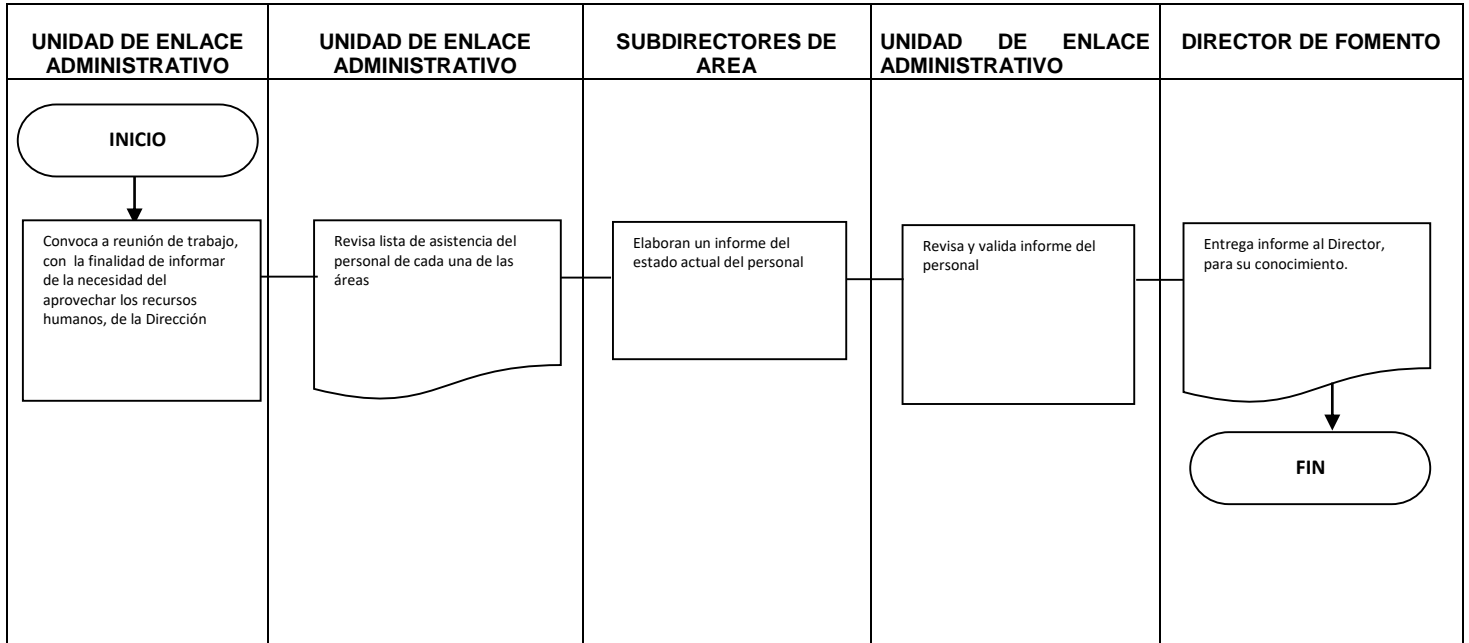 UNIDAD DE ENLACE
ADMINISTRATIVO
UNIDAD DE ENLACE
ADMINISTRATIVO
SUBDIRECTORES DE
AREA
UNIDAD DE ENLACE
ADMINISTRATIVO
DIRECTOR DE FOMENTO
INICIO
Convoca a reunión de trabajo,
con la finalidad de informar
de la necesidad del
aprovechar los recursos
humanos, de la Dirección
Revisa lista de asistencia del
personal de cada una de las
áreas
Elaboran un informe del
estado actual del personal
Revisa y valida informe del
personal
Entrega informe al Director,
para su conocimiento.
FIN